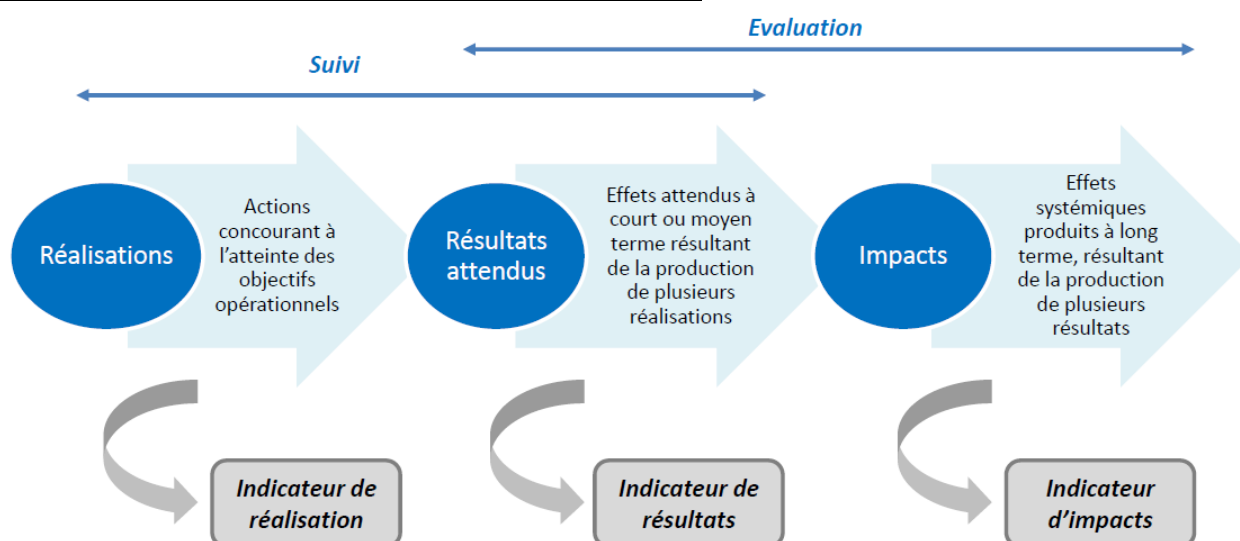 Evaluation
Suivi
Réalisations
Actions
concourant à
l'atteinte des
objectifs
opérationnels
Résultats
attendus
Effets attendus à
court ou moyen
terme résultant
de la production
de plusieurs
réalisations
Impacts
Effets
systémiques
produits à long
terme, résultant
de la production
de plusieurs
résultats
Indicateur de
réalisation
Indicateur de
résultats
Indicateur
d'impacts